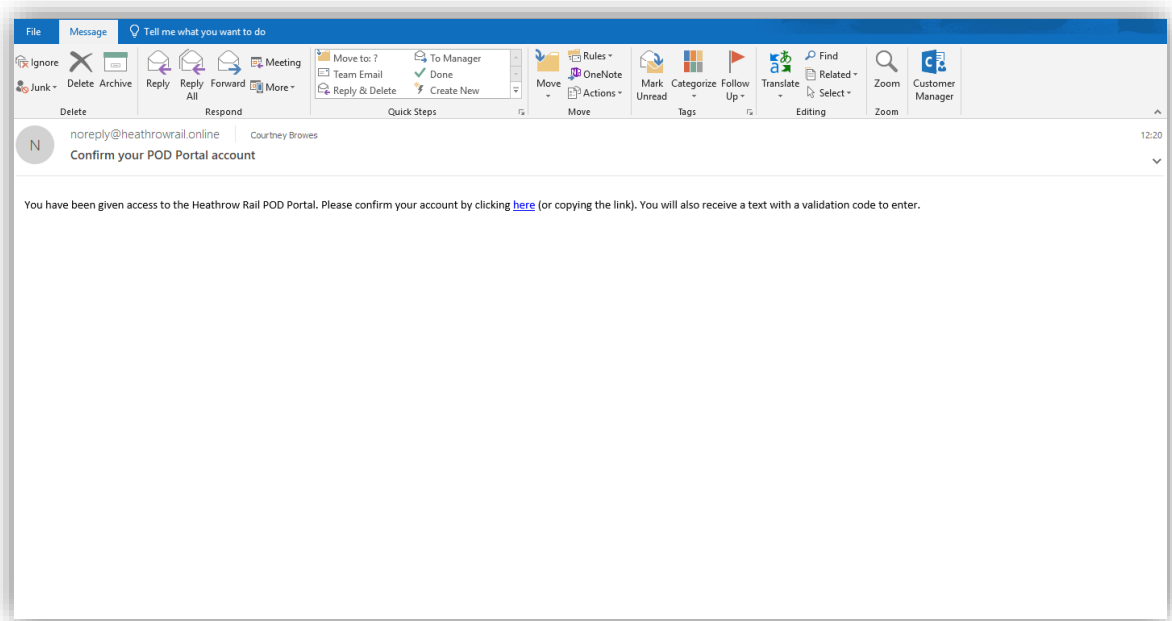 File Message Tell me what you want to do
Ignore Junk Delete Archive Reply Reply All Forward Meeting More Move to: ? Team Email Reply & Delete To Manager Done Create New Move Rules OneNote Actions Mark Unread Categorize Follow Up Translate Find Related Select Zoom Customer Manager
Delete Respond Quick Steps Move Tags Editing Zoom
N noreply@heathrowrail.online Courtney Browes 12:20
Confirm your POD Portal account
You have been given access to the Heathrow Rail POD Portal. Please confirm your account by clicking here (or copying the link). You will also receive a text with a validation code to enter.